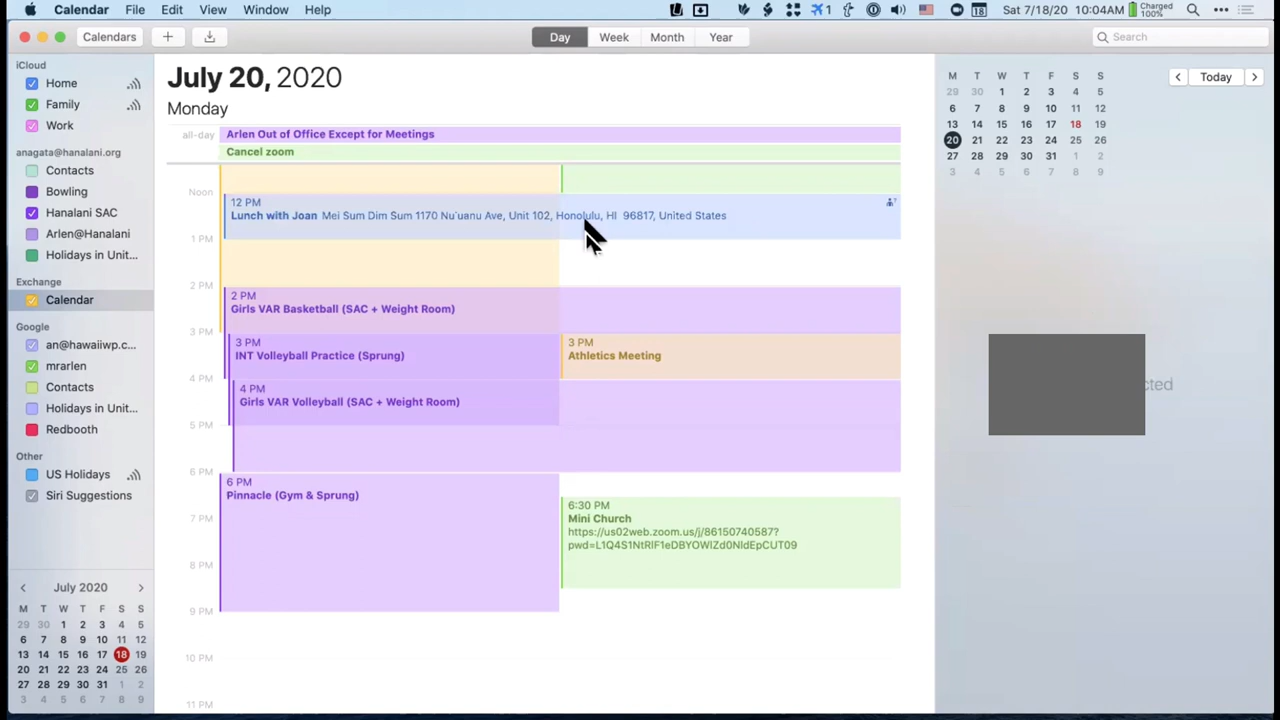 Calendar File Edit View Window Help 1 18 Sat 7/18/20 10:04AM Charged 100%
Calendars + Day Week Month Year Search
iCloud
Home
Family
Work
anagata@hanalani.org
Contacts
Bowling
Hanalani SAC
Arlen@Hanalani
Holidays in Unit...
Exchange
Calendar
Google
an@hawaiiwp.c...
mrarlen
Contacts
Holidays in Unit...
Redbooth
Other
US Holidays
Siri Suggestions
July 2020
M T W T F S S
29 30 1 2 3 4 5
6 7 8 9 10 11 12
13 14 15 16 17 18 19
20 21 22 23 24 25 26
27 28 29 30 31 1 2
3 4 5 6 7 8 9
July 20, 2020
Monday
all-day Arlen Out of Office Except for Meetings
Cancel zoom
Noon
12 PM
Lunch with Joan Mei Sum Dim Sum 1170 Nu'uanu Ave, Unit 102, Honolulu, HI 96817, United States
1 PM
2 PM
2 PM
Girls VAR Basketball (SAC + Weight Room)
3 PM
3 PM
INT Volleyball Practice (Sprung)
3 PM
Athletics Meeting
4 PM
4 PM
Girls VAR Volleyball (SAC + Weight Room)
5 PM
6 PM
6 PM
Pinnacle (Gym & Sprung)
6:30 PM
Mini Church
https://us02web.zoom.us/j/86150740587?
7 PM
8 PM
9 PM
10 PM
11 PM
M T W T F S S
29 30 1 2 3 4 5
6 7 8 9 10 11 12
13 14 15 16 17 18 19
20 21 22 23 24 25 26
27 28 29 30 31 1 2
3 4 5 6 7 8 9
< Today >